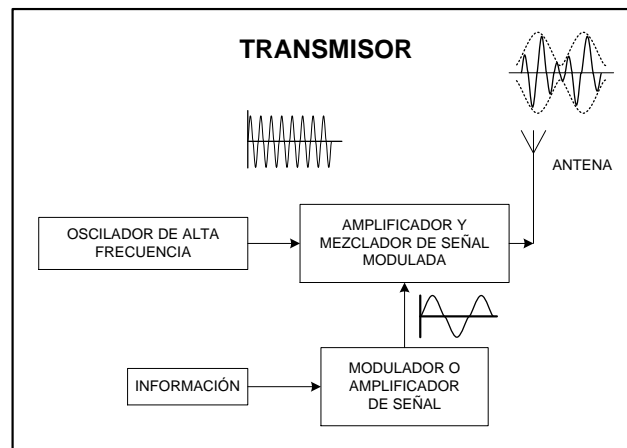 TRANSMISOR
ANTENA
OSCILADOR DE ALTA
FRECUENCIA
AMPLIFICADOR Y
MEZCLADOR DE SEÑAL
MODULADA
INFORMACIÓN
MODULADOR O
AMPLIFICADOR
DE SEÑAL